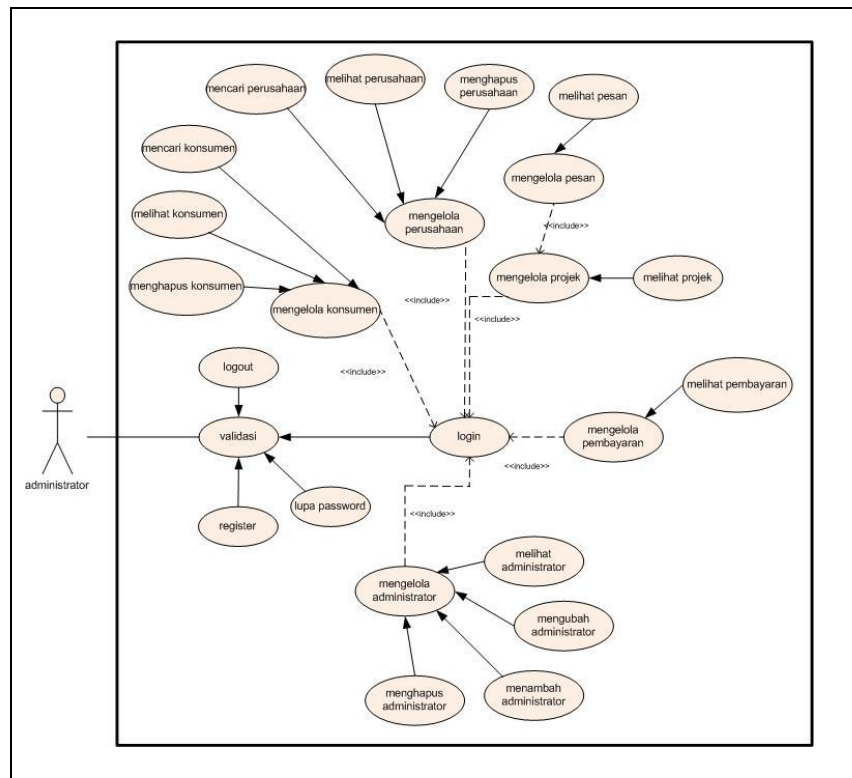 melihat perusahaan
menghapus
perusahaan
mencari perusahaan
melihat pesan
mencari konsumen
mengelola pesan
melihat konsumen
mengelola
perusahaan
<<include>>
menghapus konsumen
mengelola projek
melihat projek
mengelola konsumen
<<include>>
<<include>>
logout
<<include>>
melihat pembayaran
validasi
login
mengelola
pembayaran
administrator
<<include>>
lupa password
register
<<include>>
melihat
administrator
mengelola
administrator
mengubah
administrator
menghapus
administrator
menambah
administrator